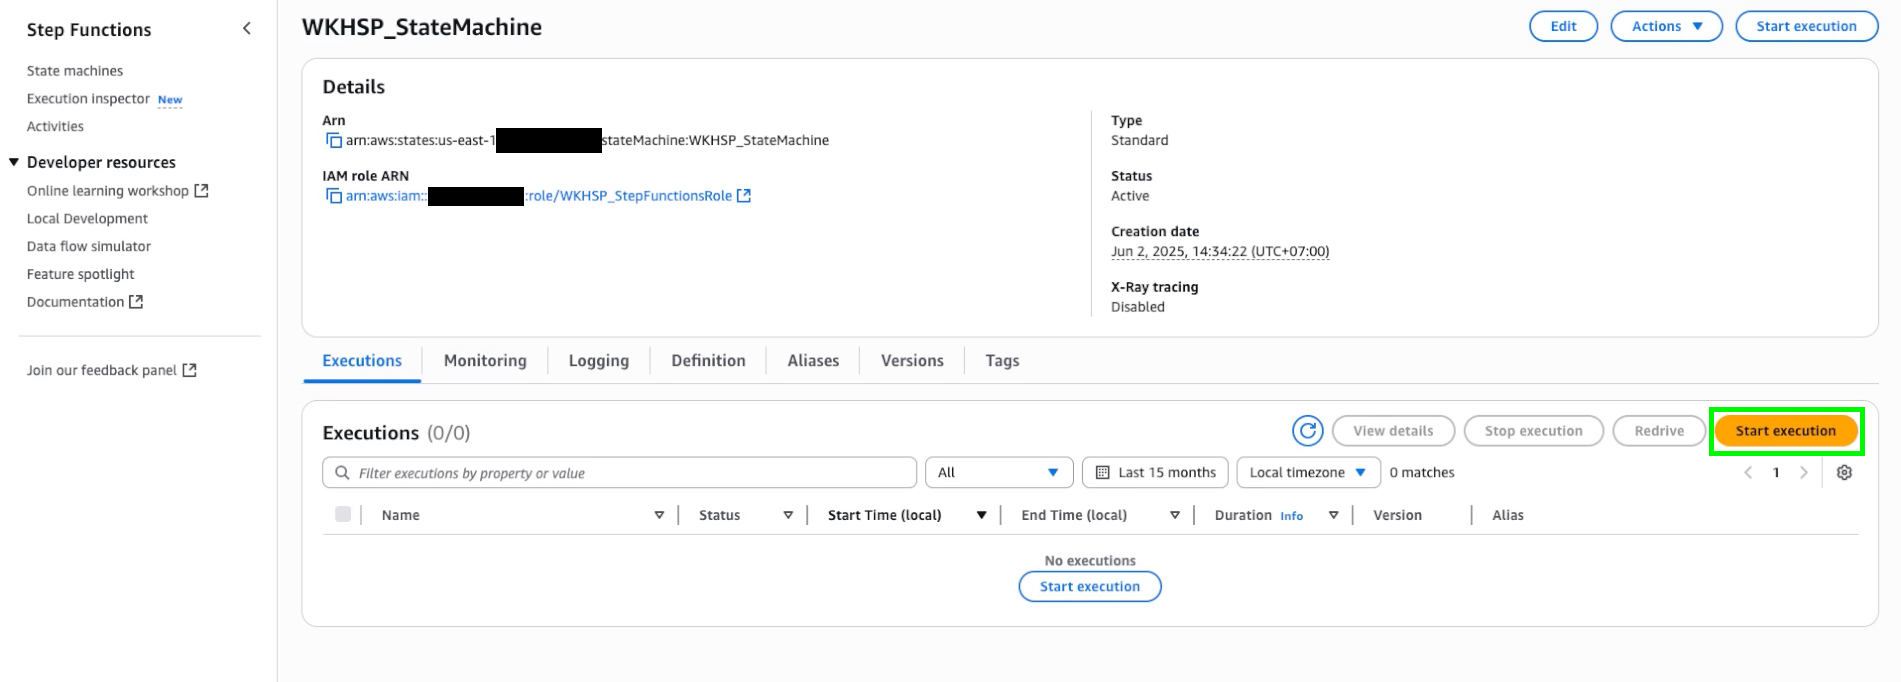 Step Functions
State machines
Execution inspector New
Activities
Developer resources
Online learning workshop
Local Development
Data flow simulator
Feature spotlight
Documentation
Join our feedback panel
WKHSP_StateMachine
Edit
Actions
Start execution
Details
Arn
arn:aws:states:us-east-1 stateMachine:WKHSP_StateMachine
IAM role ARN
arn:aws:iam:: :role/WKHSP_StepFunctionsRole
Type
Standard
Status
Active
Creation date
Jun 2, 2025, 14:34:22 (UTC+07:00)
X-Ray tracing
Disabled
Executions Monitoring Logging Definition Aliases Versions Tags
Executions (0/0)
View details Stop execution Redrive Start execution
Filter executions by property or value All Last 15 months Local timezone 0 matches 1
Name Status Start Time (local) End Time (local) Duration Info Version Alias
No executions
Start execution